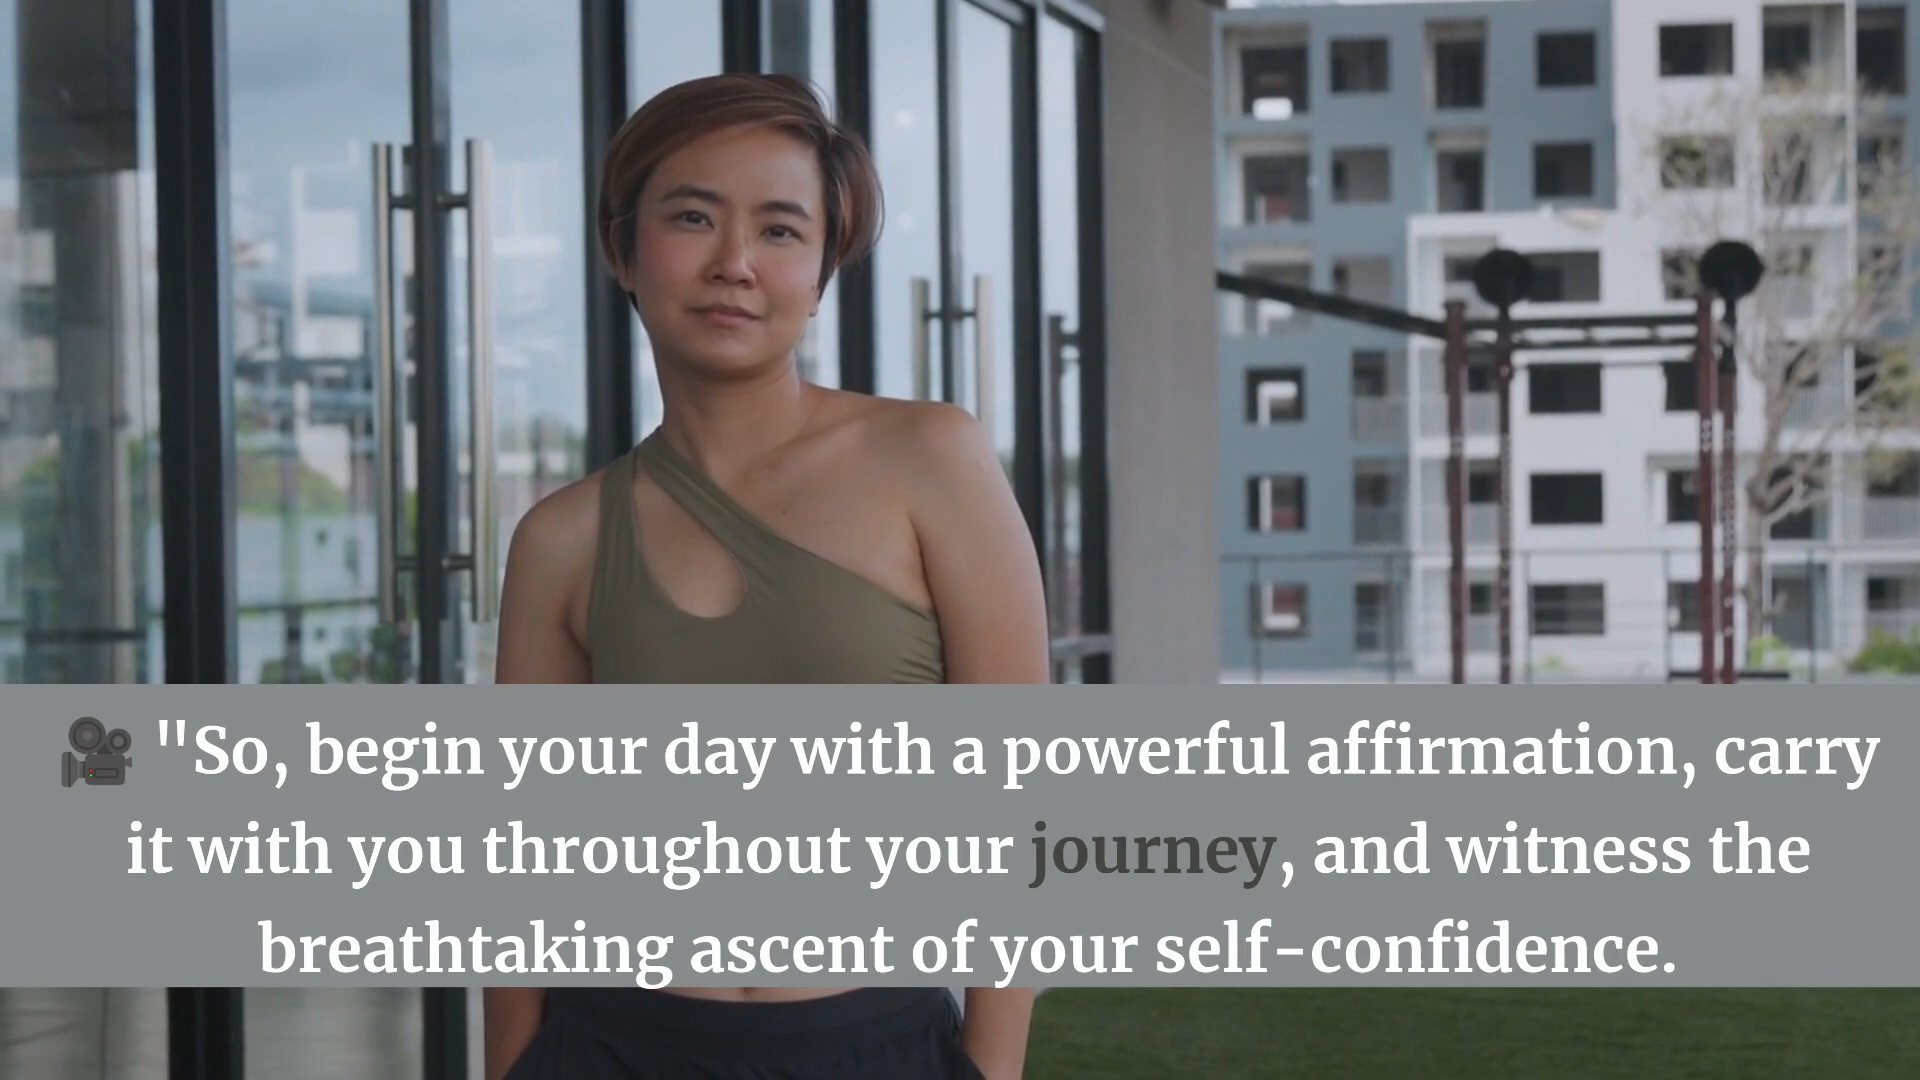 🎥 "So, begin your day with a powerful affirmation, carry
it with you throughout your journey, and witness the
breathtaking ascent of your self-confidence.